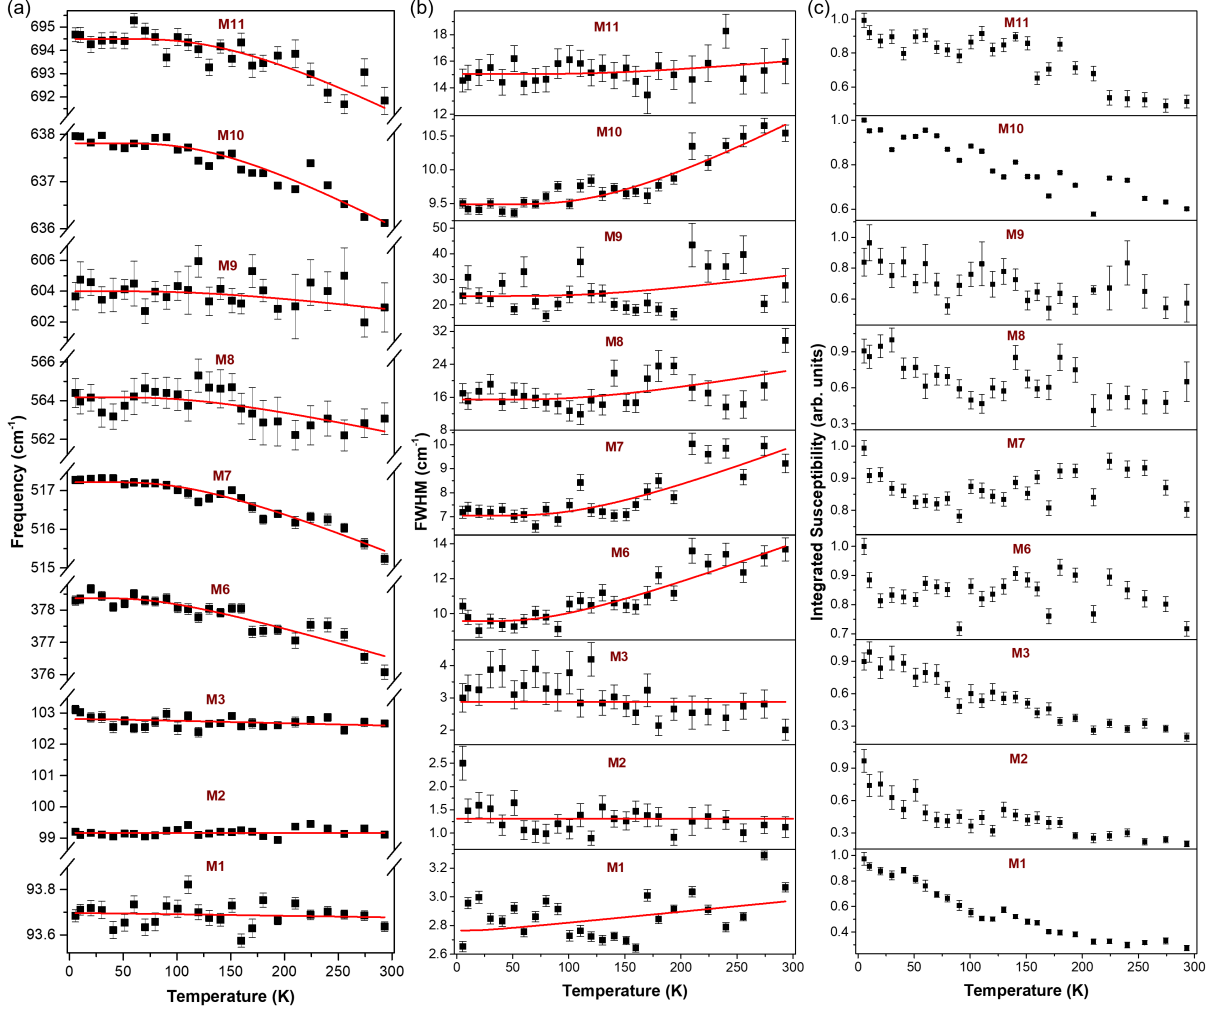 (a)
Frequency (cm⁻¹)
M11
695
694
693
692
M10
638
637
636
M9
606
604
602
M8
566
564
562
M7
517
516
515
M6
378
377
376
M3
103
102
101
M2
100
99
M1
93.8
93.6
0 50 100 150 200 250 300
Temperature (K)
(b)
FWHM (cm⁻¹)
M11
18
16
14
12
M10
10.5
10.0
9.5
M9
50
40
30
20
M8
32
24
16
8
M7
10
9
8
7
M6
14
12
10
M3
4
3
2
M2
2.5
2.0
1.5
1.0
M1
3.2
3.0
2.8
2.6
0 50 100 150 200 250 300
Temperature (K)
(c)
Integrated Susceptibility (arb. units)
M11
1.0
0.8
0.6
M10
1.0
0.8
0.6
M9
1.0
0.8
0.6
M8
0.9
0.6
0.3
M7
1.0
0.9
0.8
M6
1.0
0.9
0.8
0.7
M3
0.9
0.6
0.3
M2
0.9
0.6
0.3
M1
1.0
0.8
0.6
0.4
0 50 100 150 200 250 300
Temperature (K)